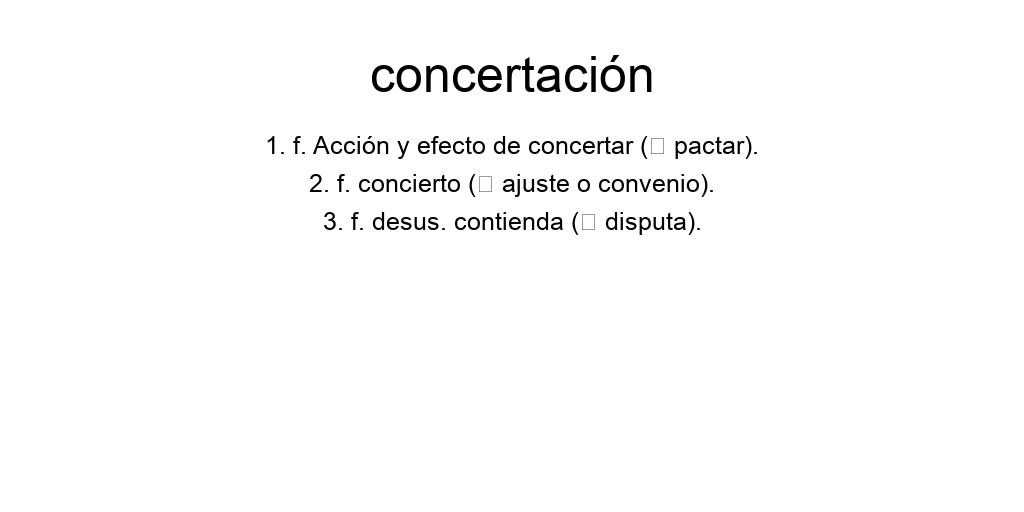 concertación
1. f. Acción y efecto de concertar (□ pactar).
2. f. concierto (□ ajuste o convenio).
3. f. desus. contienda (□ disputa).